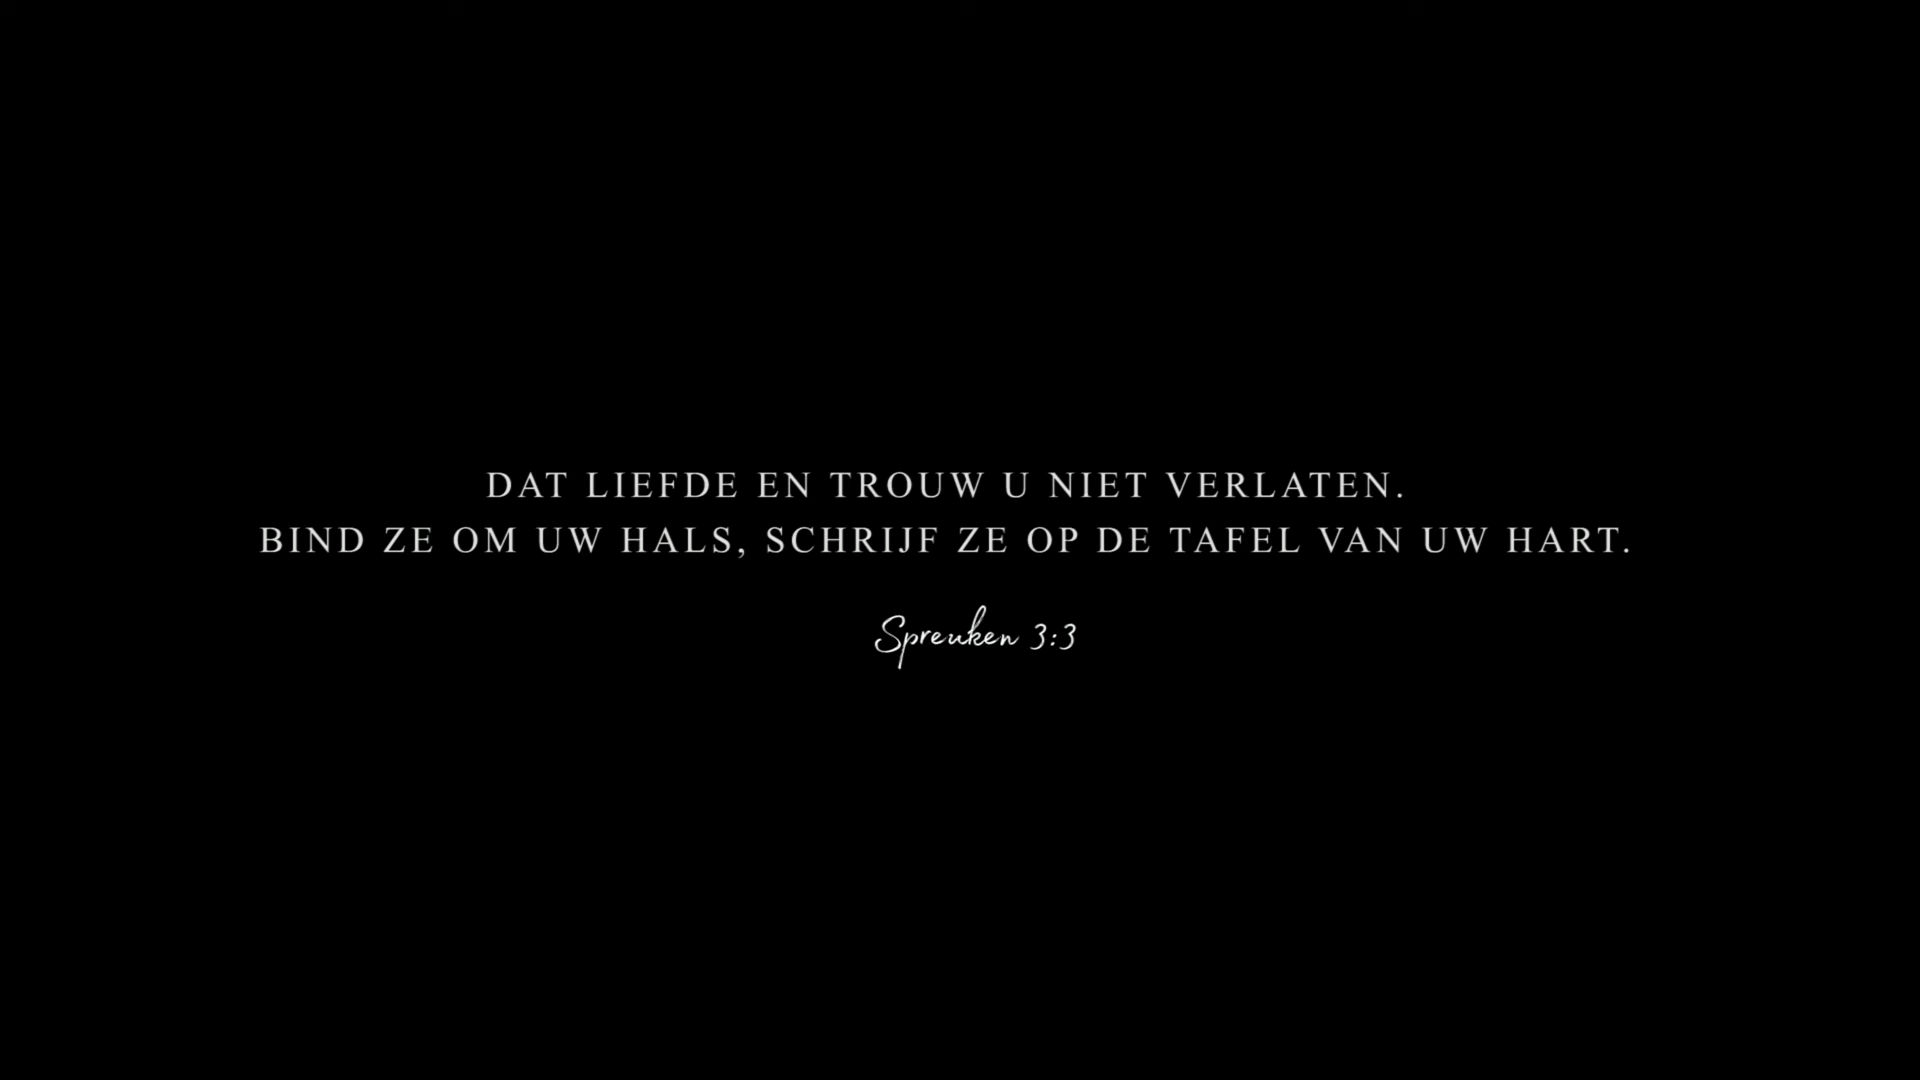 DAT LIEFDE EN TROUW U NIET VERLATEN.
BIND ZE OM UW HALS, SCHRIJF ZE OP DE TAFEL VAN UW HART.
Spreuken 3:3